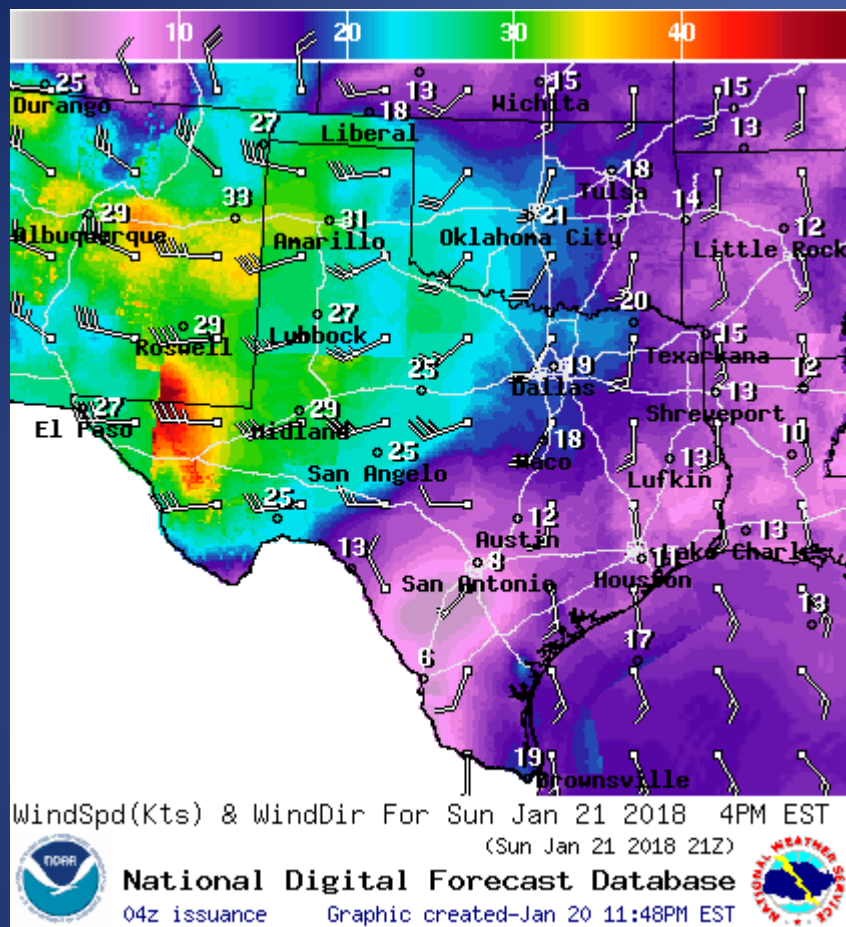 10 20 30 40
25 13 15 15
Durango Wichita
18
Liberal 13
27
18
Tulsa
29 33 31 21 14 12
Albuquerque Amarillo Oklahoma City Little Rock
29 27 20
Roswell Lubbock 15
Texarkana
19
Dallas 12
25 13
27 29 Shreveport
El Paso Midland
18 10
25 Waco 13
San Angelo Lufkin
25 12 13
Austin Lake Charles
13 8 11
San Antonio Houston
13
17
6
19
Brownsville
WindSpd(Kts) & WindDir For Sun Jan 21 2018 4PM EST
(Sun Jan 21 2018 21Z)
National Digital Forecast Database
04z issuance Graphic created-Jan 20 11:48PM EST
NOAA
NATIONAL WEATHER SERVICE